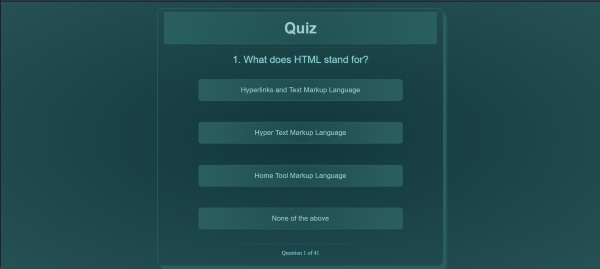 Quiz
1. What does HTML stand for?
Hyperlinks and Text Markup Language
Hyper Text Markup Language
Home Tool Markup Language
None of the above
Question 1 of 41